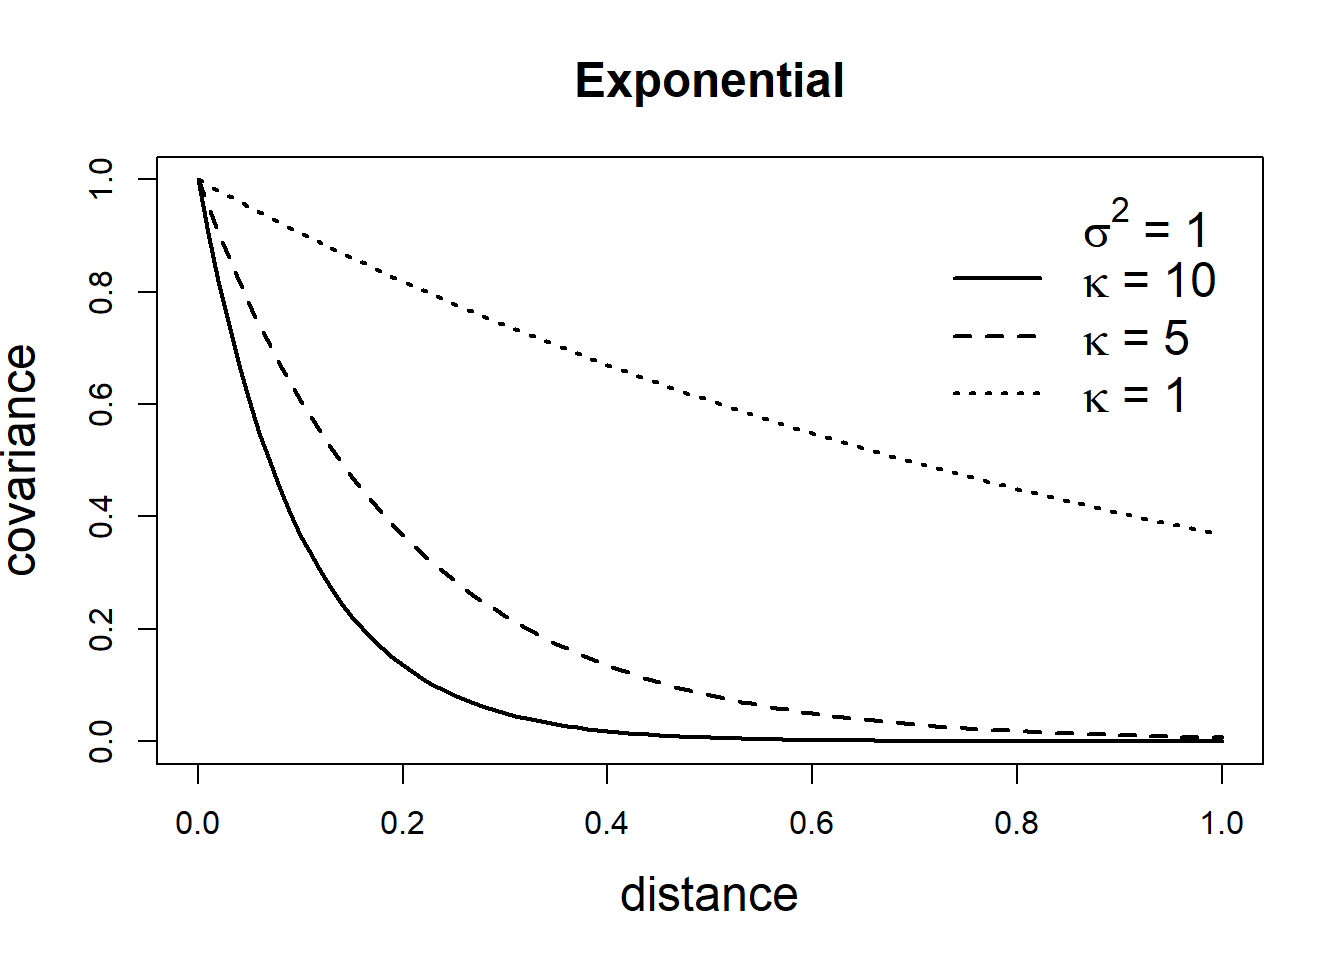 Exponential
σ² = 1
κ = 10
κ = 5
κ = 1
covariance
1.0
0.8
0.6
0.4
0.2
0.0
0.0 0.2 0.4 0.6 0.8 1.0
distance